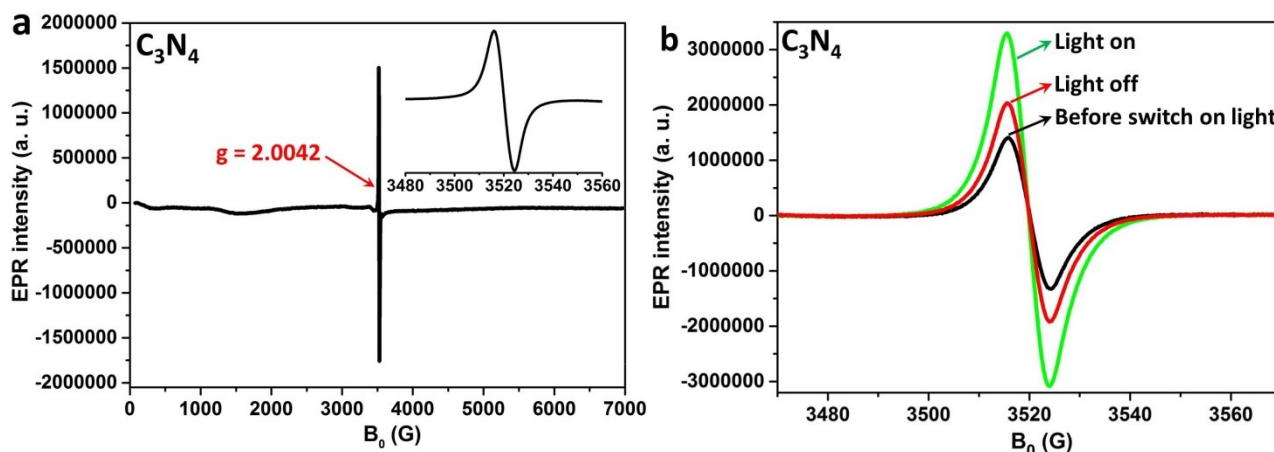 a
C₃N₄
EPR intensity (a. u.)
2000000
1500000
1000000
500000
0
-500000
-1000000
-1500000
-2000000
g = 2.0042
3480 3500 3520 3540 3560
0 1000 2000 3000 4000 5000 6000 7000
B₀ (G)
b
C₃N₄
EPR intensity (a. u.)
3000000
2000000
1000000
0
-1000000
-2000000
-3000000
Light on
Light off
Before switch on light
3480 3500 3520 3540 3560
B₀ (G)